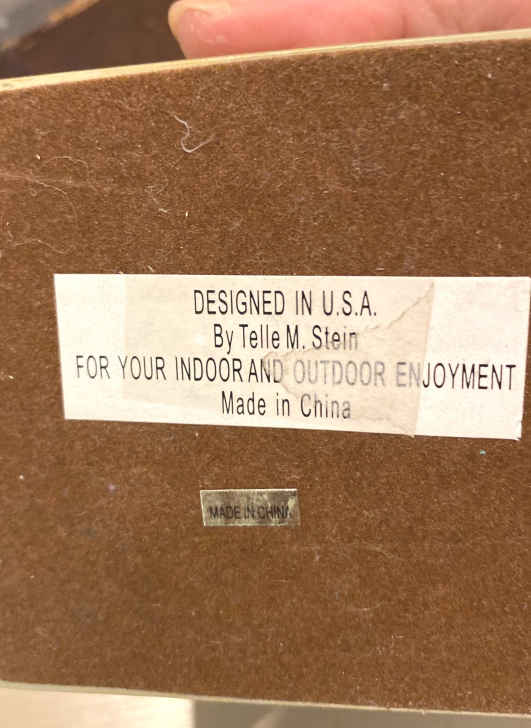 DESIGNED IN U.S.A.
By Telle M. Stein
FOR YOUR INDOOR AND OUTDOOR ENJOYMENT
Made in China
MADE IN CHINA